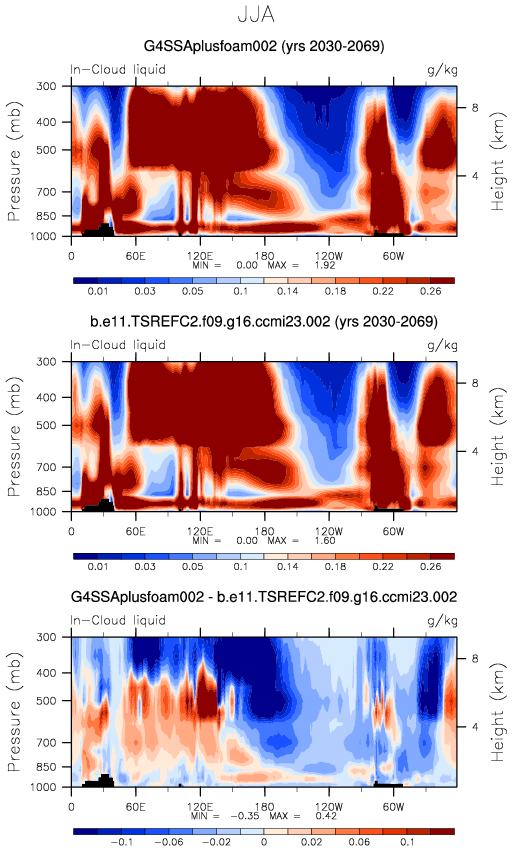 JJA
G4SSAplusfoam002 (yrs 2030-2069)
In-Cloud liquid g/kg
Pressure (mb)
300
400
500
700
850
1000
8
4
Height (km)
0 60E 120E 180 120W 60W
MIN = 0.00 MAX = 1.92
0.01 0.03 0.05 0.1 0.14 0.18 0.22 0.26
b.e11.TSREFC2.f09.g16.ccmi23.002 (yrs 2030-2069)
In-Cloud liquid g/kg
Pressure (mb)
300
400
500
700
850
1000
8
4
Height (km)
0 60E 120E 180 120W 60W
MIN = 0.00 MAX = 1.60
0.01 0.03 0.05 0.1 0.14 0.18 0.22 0.26
G4SSAplusfoam002 - b.e11.TSREFC2.f09.g16.ccmi23.002
In-Cloud liquid g/kg
Pressure (mb)
300
400
500
700
850
1000
8
4
Height (km)
0 60E 120E 180 120W 60W
MIN = -0.35 MAX = 0.42
-0.1 -0.06 -0.02 0 0.02 0.06 0.1